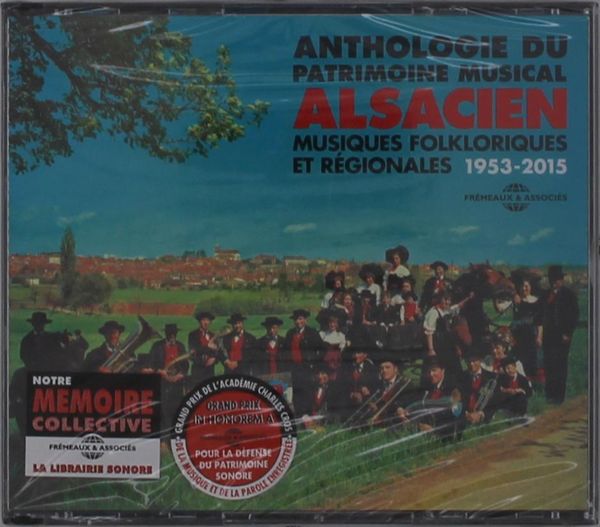 ANTHOLOGIE DU
PATRIMOINE MUSICAL
ALSACIEN
MUSIQUES FOLKLORIQUES
ET RÉGIONALES 1953-2015
FRÉMEAUX & ASSOCIÉS
NOTRE
MEMOIRE
COLLECTIVE
FRÉMEAUX & ASSOCIÉS
LA LIBRAIRIE SONORE
GRAND PRIX DE L'ACADÉMIE CHARLES CROS
GRAND PRIX
IN HONOREM A
POUR LA DÉFENSE
DU PATRIMOINE
SONORE
DE LA MUSIQUE ET DE LA PAROLE ENREGISTRÉE